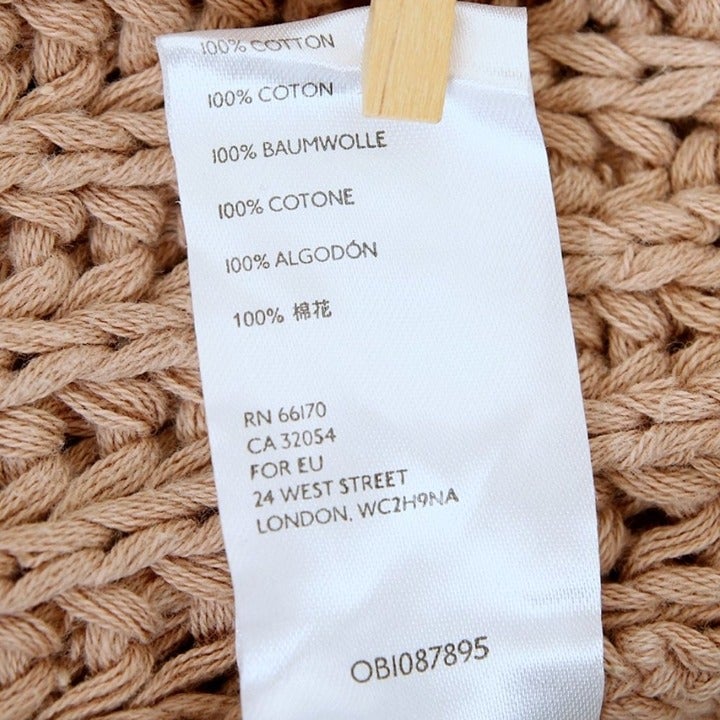 100% COTTON
100% COTON
100% BAUMWOLLE
100% COTONE
100% ALGODÓN
100% 棉花
RN 66170
CA 32054
FOR EU
24 WEST STREET
LONDON, WC2H9NA
OBI087895